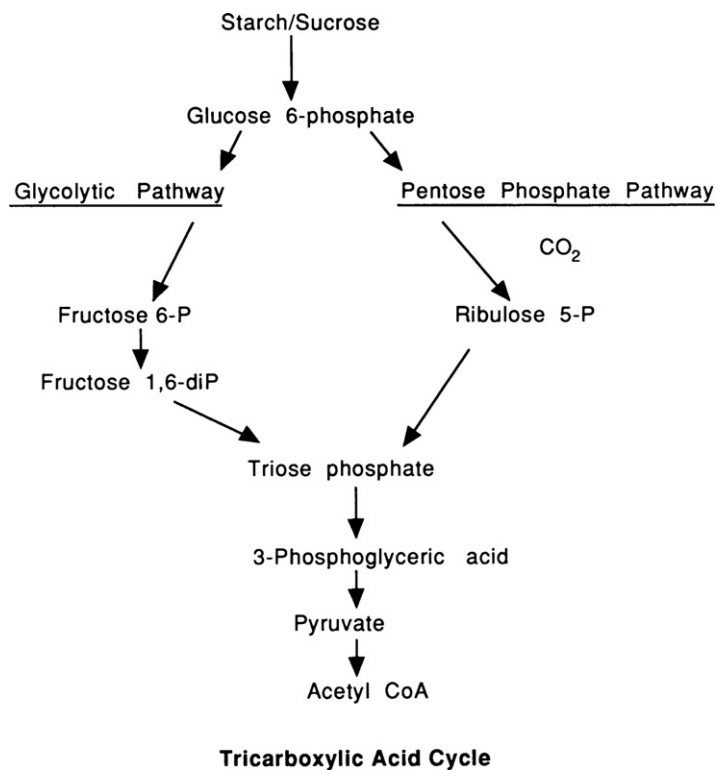 Starch/Sucrose
Glucose 6-phosphate
Glycolytic Pathway
Pentose Phosphate Pathway
CO₂
Fructose 6-P
Ribulose 5-P
Fructose 1,6-diP
Triose phosphate
3-Phosphoglyceric acid
Pyruvate
Acetyl CoA
Tricarboxylic Acid Cycle